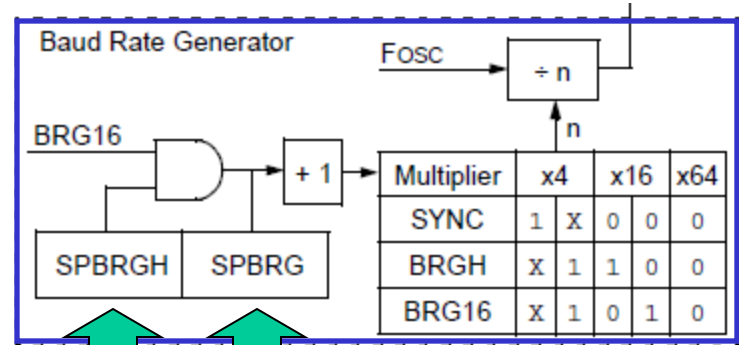 Baud Rate Generator
FOSC
÷ n
n
BRG16
+ 1
SPBRGH SPBRG
Multiplier x4 x16 x64
SYNC 1 X 0 0 0
BRGH X 1 1 0 0
BRG16 X 1 0 1 0